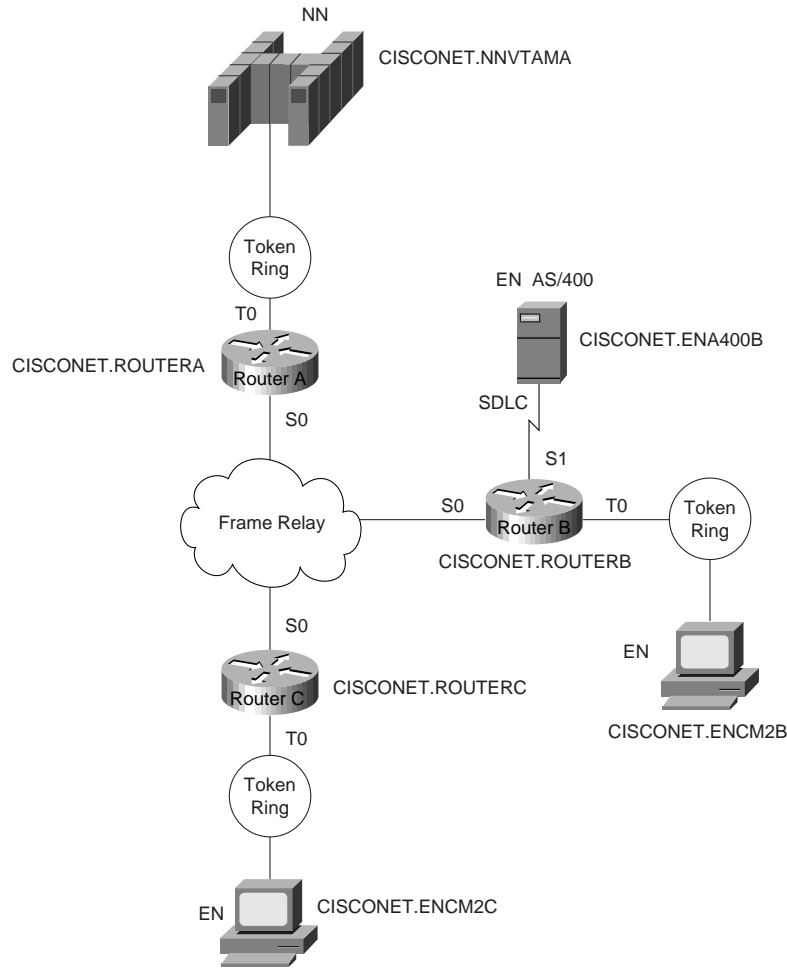 NN
CISCONET.NNVTAMA
Token
Ring
T0
CISCONET.ROUTERA
Router A
S0
EN AS/400
CISCONET.ENA400B
SDLC
S1
Frame Relay
S0
Router B
T0
Token
Ring
CISCONET.ROUTERB
S0
Router C
CISCONET.ROUTERC
EN
CISCONET.ENCM2B
T0
Token
Ring
EN
CISCONET.ENCM2C